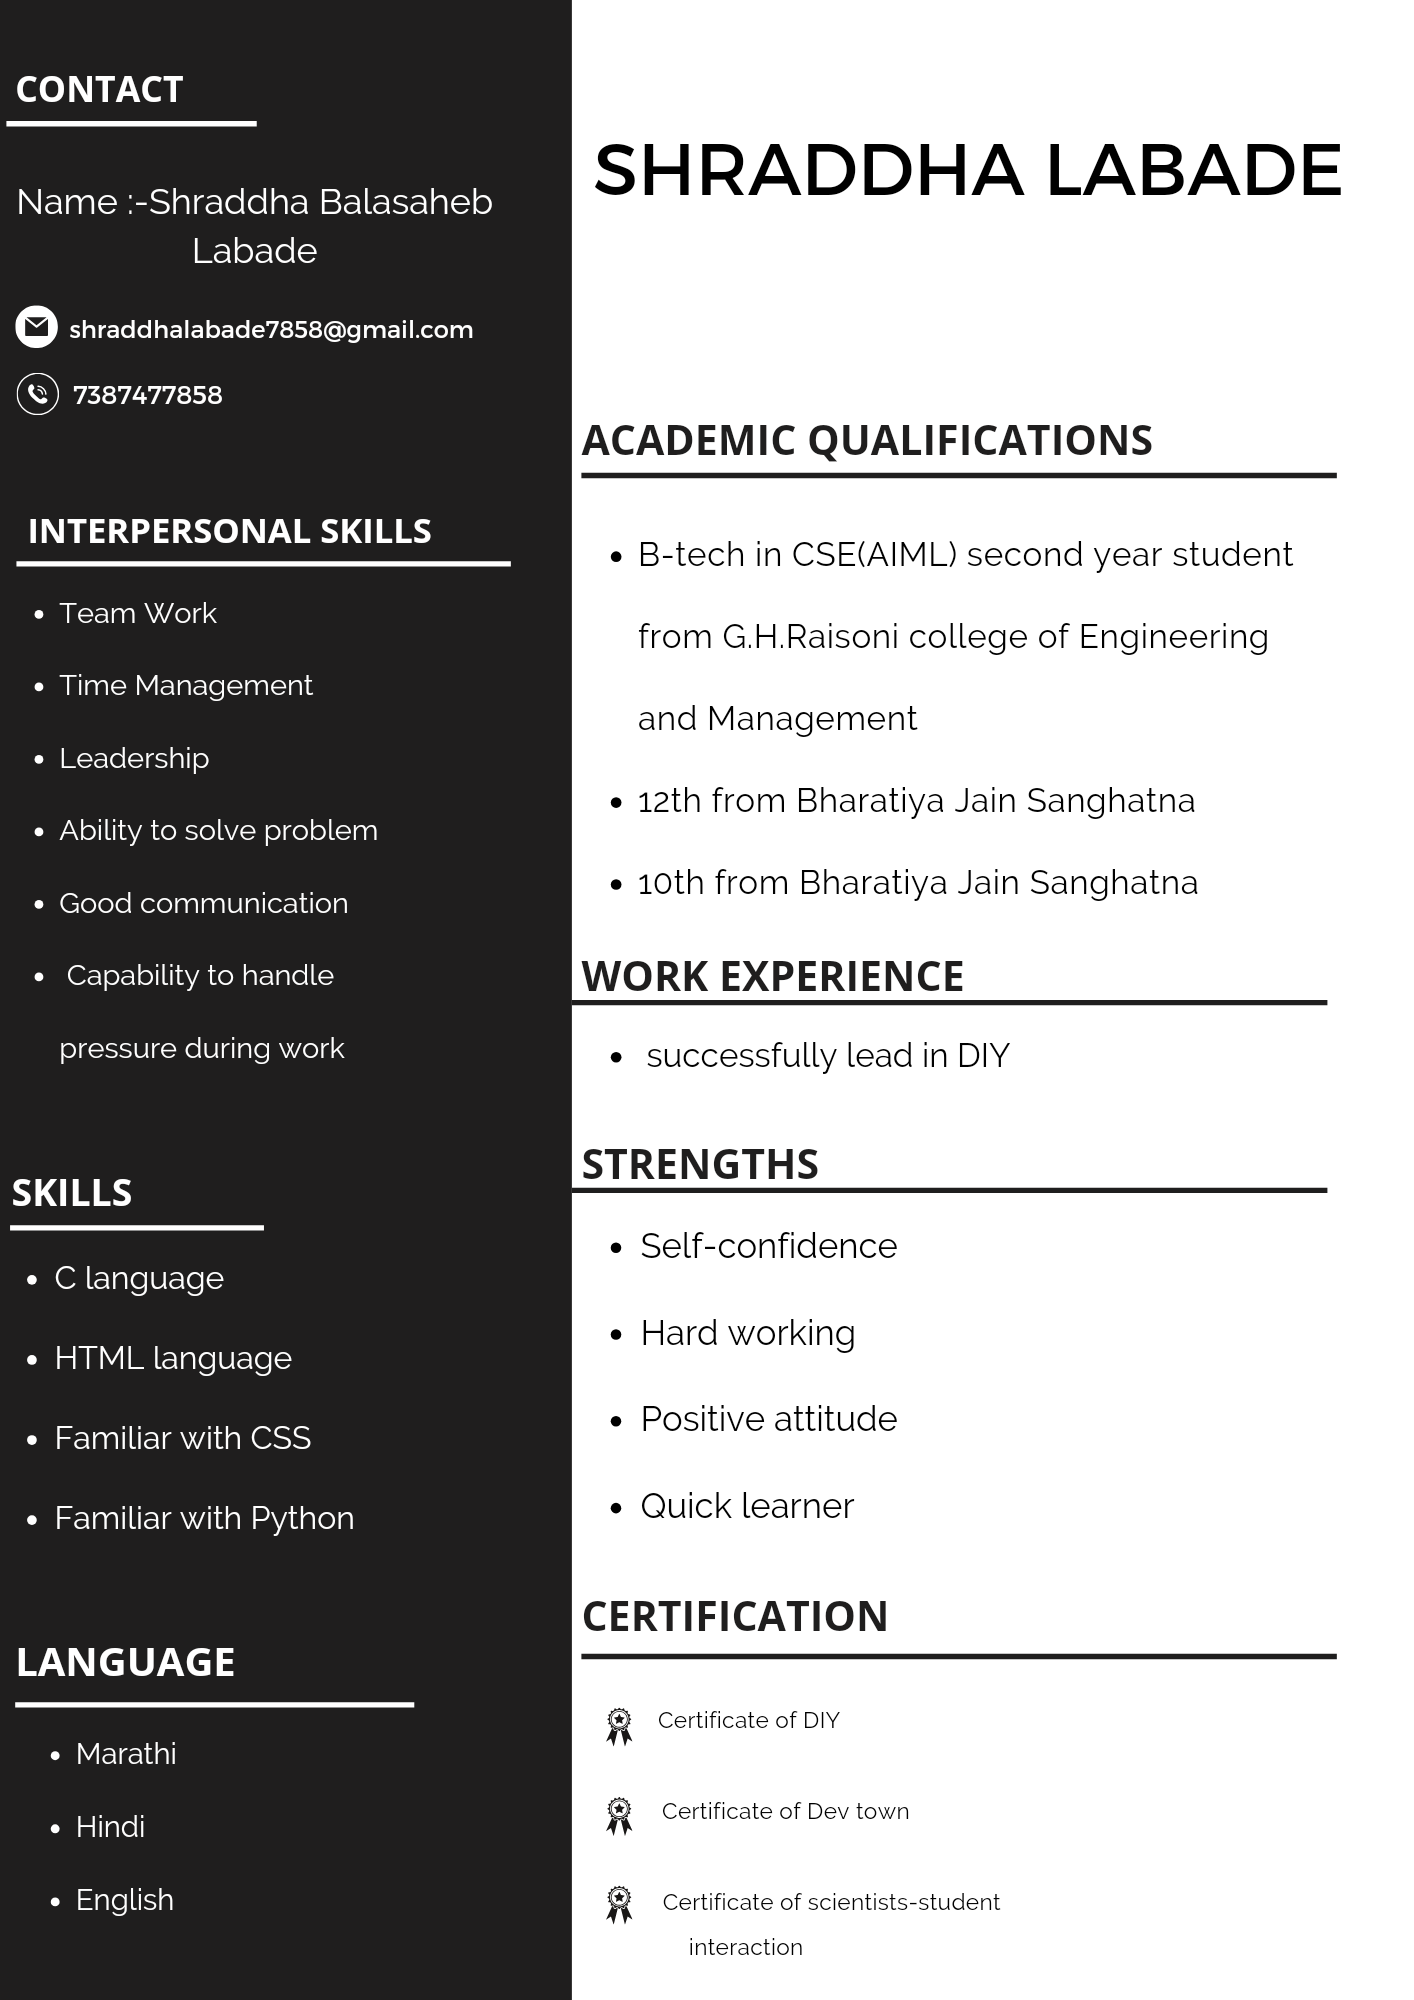 CONTACT
Name :-Shraddha Balasaheb
Labade
shraddhalabade7858@gmail.com
7387477858
INTERPERSONAL SKILLS
Team Work
Time Management
Leadership
Ability to solve problem
Good communication
Capability to handle
pressure during work
SKILLS
C language
HTML language
Familiar with CSS
Familiar with Python
LANGUAGE
Marathi
Hindi
English
SHRADDHA LABADE
ACADEMIC QUALIFICATIONS
B-tech in CSE(AIML) second year student
from G.H.Raisoni college of Engineering
and Management
12th from Bharatiya Jain Sanghatna
10th from Bharatiya Jain Sanghatna
WORK EXPERIENCE
successfully lead in DIY
STRENGTHS
Self-confidence
Hard working
Positive attitude
Quick learner
CERTIFICATION
Certificate of DIY
Certificate of Dev town
Certificate of scientists-student
interaction